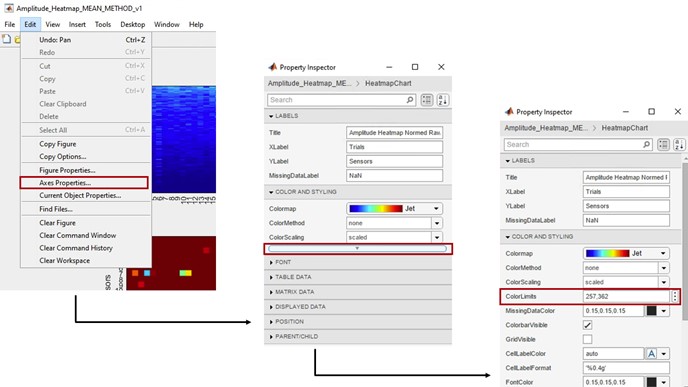 Amplitude_Heatmap_MEAN_METHOD_v1
File Edit View Insert Tools Desktop Window
Undo: Pan Ctrl+Z
Redo Ctrl+Y
Cut Ctrl+X
Copy Ctrl+C
Paste Ctrl+V
Clear Clipboard
Delete
Select All Ctrl+A
Copy Figure
Copy Options...
Figure Properties...
Axes Properties...
Current Object Properties...
Find Files...
Clear Figure
Clear Command Window
Clear Command History
Clear Workspace
Property Inspector
Amplitude_Heatmap_ME... HeatmapChart
Search
LABELS
Title Amplitude Heatmap Normed Raw
XLabel Trials
YLabel Sensors
MissingDataLabel NaN
COLOR AND STYLING
Colormap Jet
ColorMethod none
ColorScaling scaled
FONT
TABLE DATA
MATRIX DATA
DISPLAYED DATA
POSITION
PARENT/CHILD
Property Inspector
Amplitude_Heatmap_ME... HeatmapChart
Search
LABELS
Title Amplitude Heatmap Normed
XLabel Trials
YLabel Sensors
MissingDataLabel NaN
COLOR AND STYLING
Colormap Jet
ColorMethod none
ColorScaling scaled
ColorLimits 257,362
MissingDataColor 0.15,0.15,0.15
ColorbarVisible
GridVisible
CellLabelColor auto A
CellLabelFormat '%0.4g'
FontColor 0.15,0.15,0.15